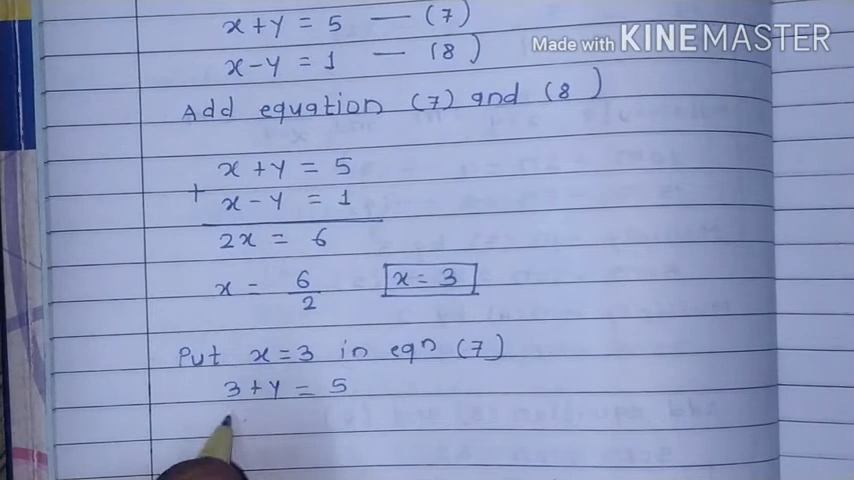 x + y = 5 — (7)
x - y = 1 — (8)
Made with KINEMASTER
Add equation (7) and (8)
x + y = 5
+ x - y = 1
2x = 6
x = 6/2 x = 3
Put x = 3 in eqn (7)
3 + y = 5